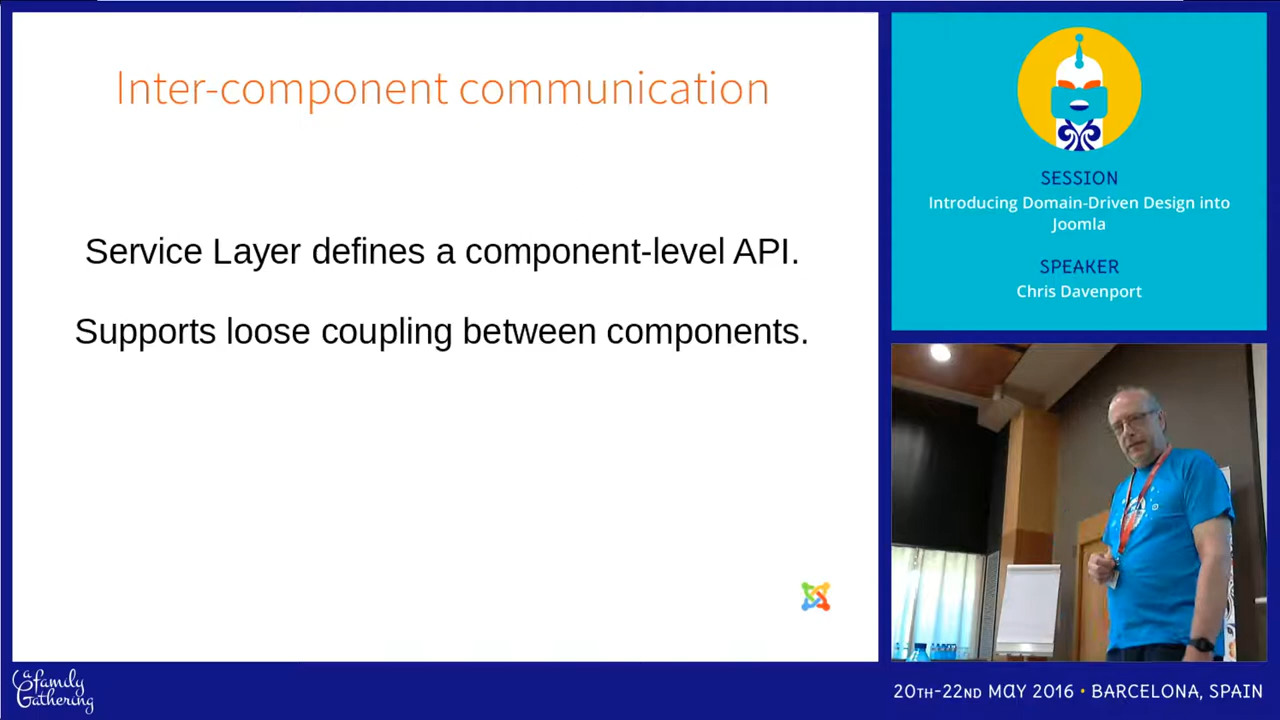 Inter-component communication
Service Layer defines a component-level API.
Supports loose coupling between components.
SESSION
Introducing Domain-Driven Design into
Joomla
SPEAKER
Chris Davenport
a family
Gathering
20TH-22ND MAY 2016 • BARCELONA, SPAIN